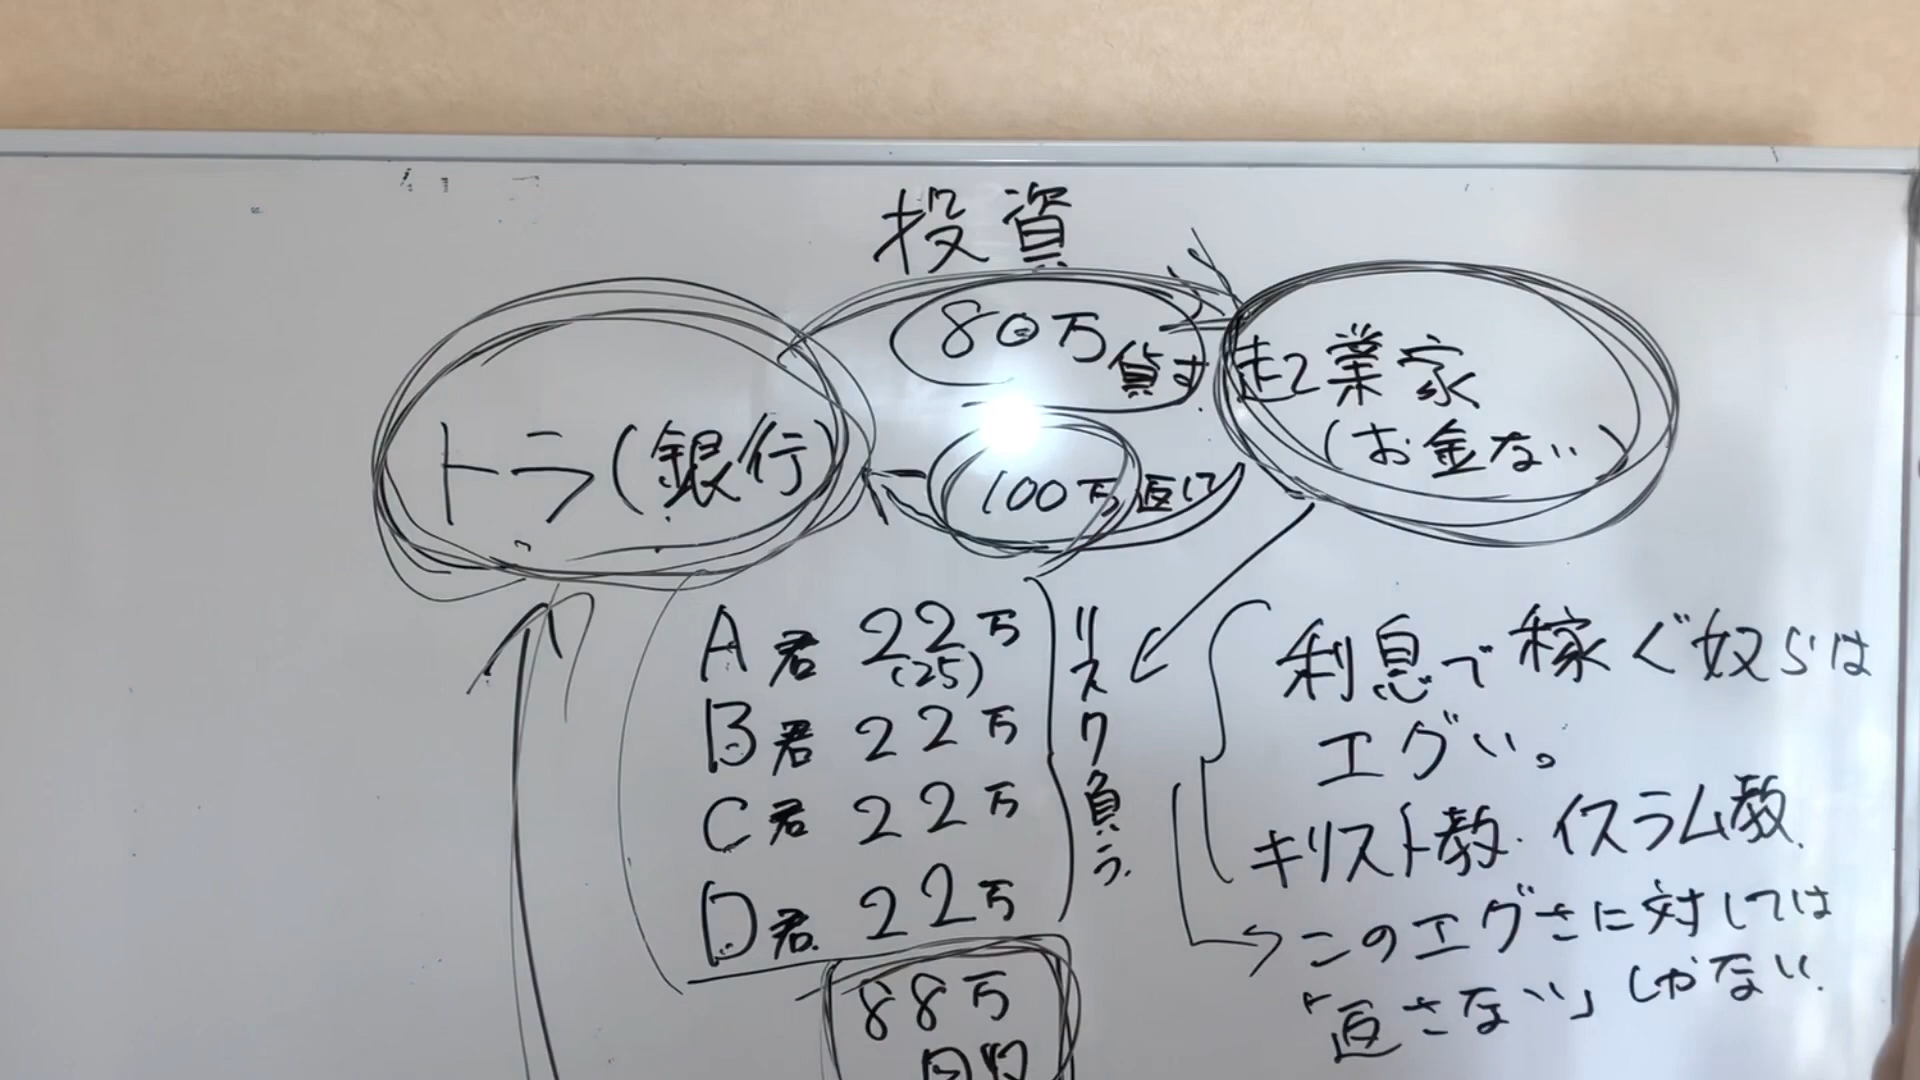 投資
80万貸す
起業家
(お金ない)
トラ(銀行)
100万返して
A君 22万
(25)
B君 22万
C君 22万
D君 22万
リスク負う
88万
回収
利息で稼ぐ奴らは
エグい。
キリスト教・イスラム教
このエグさに対しては
「返さない」しかない